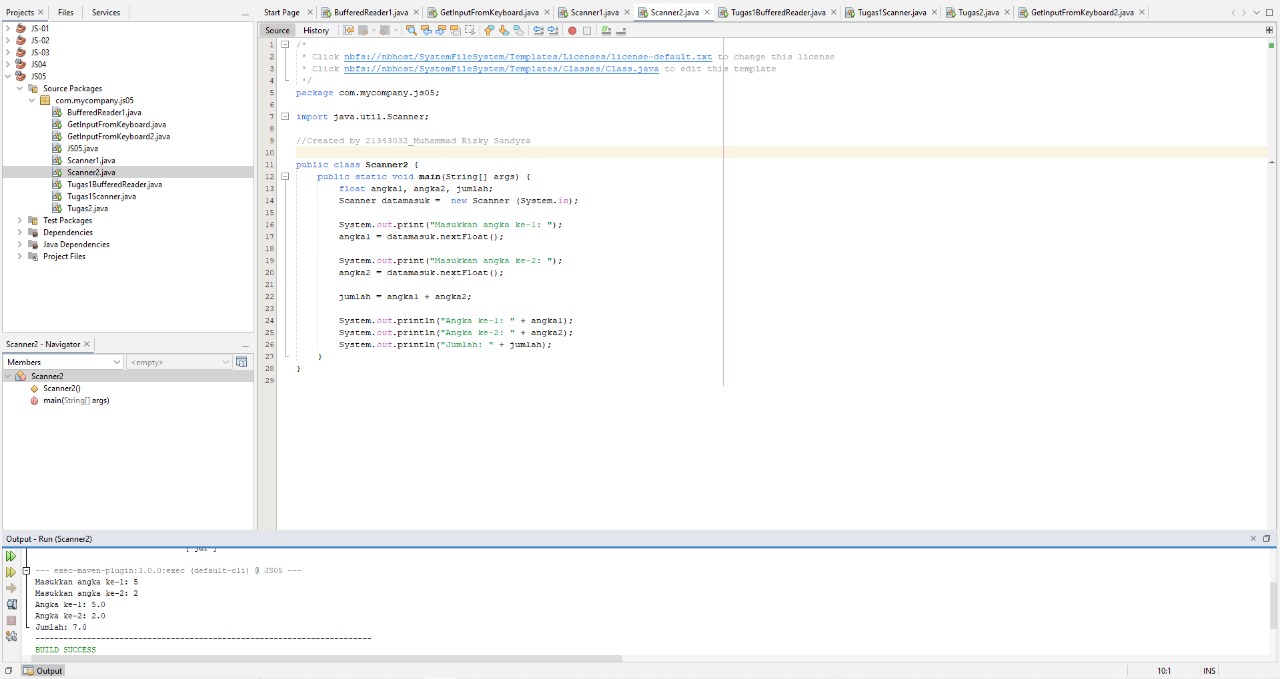 Projects
Files
Services
JS-01
JS-02
JS-03
JS04
JS05
Source Packages
com.mycompany.js05
BufferedReader1.java
GetInputFromKeyboard.java
GetInputFromKeyboard2.java
JS05.java
Scanner1.java
Scanner2.java
Tugas1BufferedReader.java
Tugas1Scanner.java
Tugas2.java
Test Packages
Dependencies
Java Dependencies
Project Files
Scanner2 - Navigator
Members
<empty>
Scanner2
Scanner2()
main(String[] args)
Start Page
BufferedReader1.java
GetInputFromKeyboard.java
Scanner1.java
Scanner2.java
Tugas1BufferedReader.java
Tugas1Scanner.java
Tugas2.java
GetInputFromKeyboard2.java
Source History
1 /*
2 * Click nbfs://nbhost/SystemFileSystem/Templates/Licenses/license-default.txt to change this license
3 * Click nbfs://nbhost/SystemFileSystem/Templates/Classes/Class.java to edit this template
4 */
5 package com.mycompany.js05;
6
7 import java.util.Scanner;
8
9 //Created by 21343032_Muhammad Rizky Sandyra
10
11 public class Scanner2 {
12 public static void main(String[] args) {
13 float angka1, angka2, jumlah;
14 Scanner datamasuk = new Scanner (System.in);
15
16 System.out.print("Masukkan angka ke-1: ");
17 angka1 = datamasuk.nextFloat();
18
19 System.out.print("Masukkan angka ke-2: ");
20 angka2 = datamasuk.nextFloat();
21
22 jumlah = angka1 + angka2;
23
24 System.out.println("Angka ke-1: " + angka1);
25 System.out.println("Angka ke-2: " + angka2);
26 System.out.println("Jumlah: " + jumlah);
27 }
28 }
29
Output - Run (Scanner2)
--- exec-maven-plugin:3.0.0:exec (default-cli) @ JS05 ---
Masukkan angka ke-1: 5
Masukkan angka ke-2: 2
Angka ke-1: 5.0
Angka ke-2: 2.0
Jumlah: 7.0
------------------------------------------------------------------------
BUILD SUCCESS
Output
10:1
INS